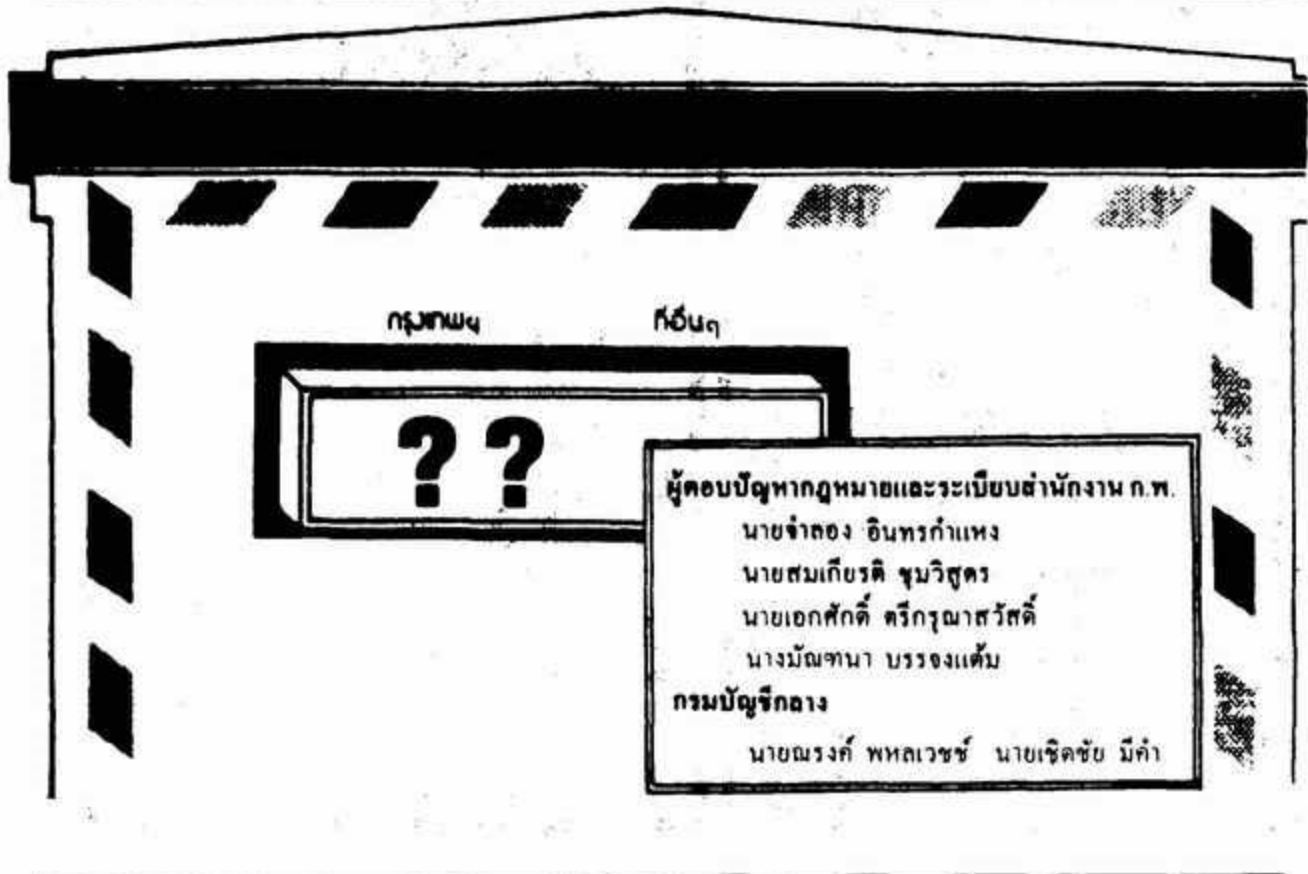 กรุงเทพฯ ที่อื่นๆ
??
ผู้ตอบปัญหากฎหมายและระเบียบสำนักงาน ก.พ.
นายจำลอง อินทรกำแหง
นายสมเกียรติ ชุมวิสูตร
นายเอกศักดิ์ ตรีกรุณาสวัสดิ์
นางมัณฑนา บรรจงแต้ม
กรมบัญชีกลาง
นายณรงค์ พหลเวชช์ นายเชิดชัย มีคำ